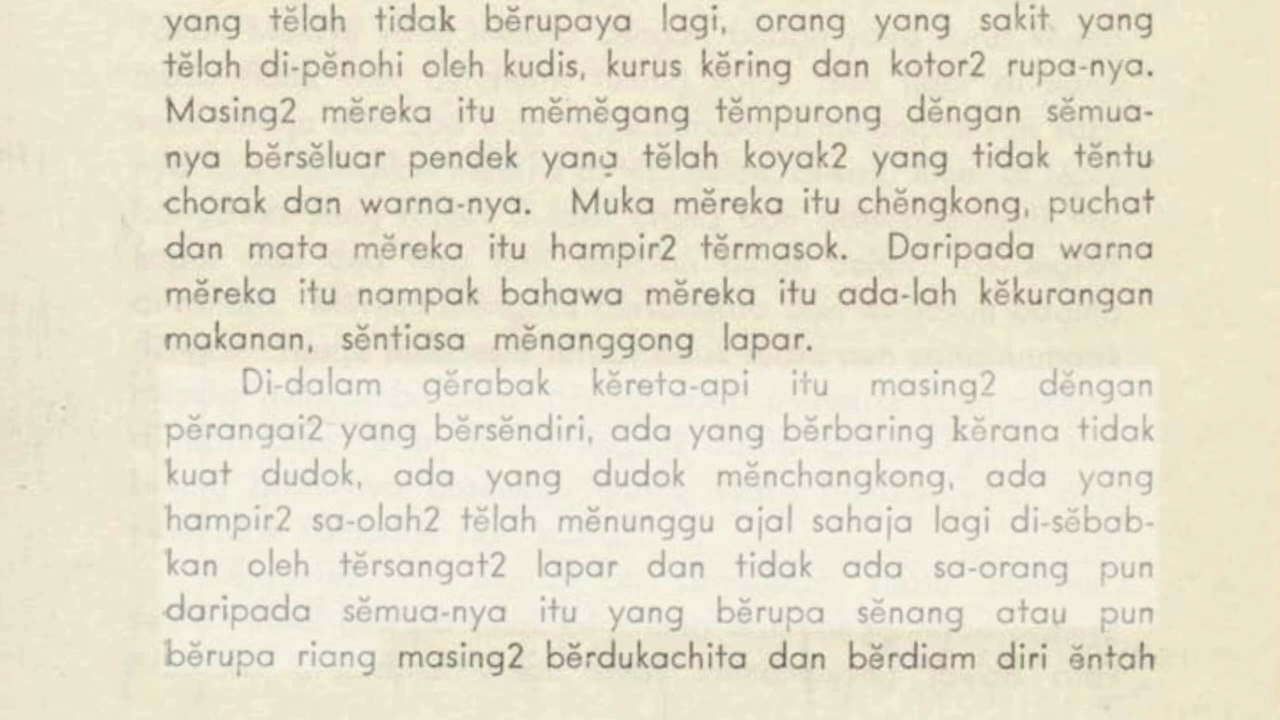 yang tĕlah tidak bĕrupaya lagi, orang yang sakit yang
tĕlah di-pĕnohi oleh kudis, kurus kĕring dan kotor2 rupa-nya.
Masing2 mĕreka itu mĕmĕgang tĕmpurong dĕngan sĕmua-
nya bĕrsĕluar pendek yang tĕlah koyak2 yang tidak tĕntu
chorak dan warna-nya. Muka mĕreka itu chĕngkong, puchat
dan mata mĕreka itu hampir2 tĕrmasok. Daripada warna
mĕreka itu nampak bahawa mĕreka itu ada-lah kĕkurangan
makanan, sĕntiasa mĕnanggong lapar.
Di-dalam gĕrabak kĕreta-api itu masing2 dĕngan
pĕrangai2 yang bĕrsĕndiri, ada yang bĕrbaring kĕrana tidak
kuat dudok, ada yang dudok mĕnchangkong, ada yang
hampir2 sa-olah2 tĕlah mĕnunggu ajal sahaja lagi di-sĕbab-
kan oleh tĕrsangat2 lapar dan tidak ada sa-orang pun
daripada sĕmua-nya itu yang bĕrupa sĕnang atau pun
bĕrupa riang masing2 bĕrdukachita dan bĕrdiam diri ĕntah